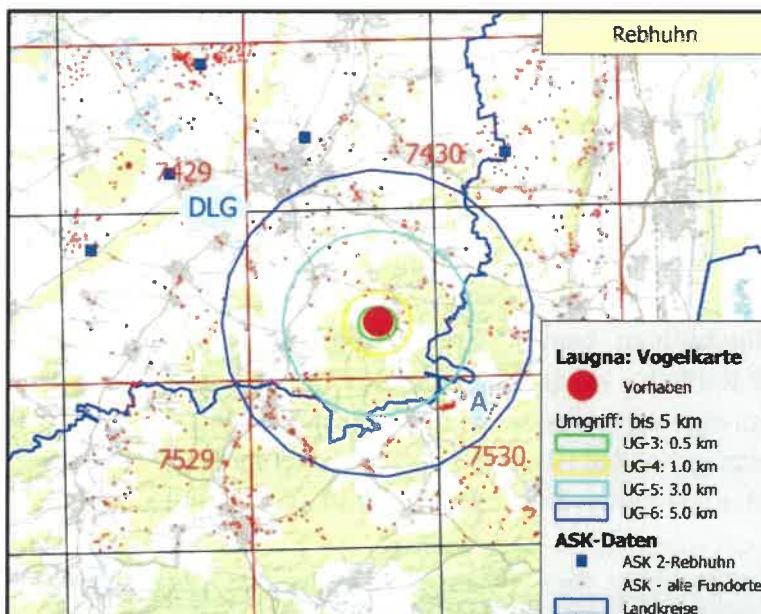 Rebhuhn
7430
7429
DLG
A
7529
7530
Laugna: Vogelkarte
Vorhaben
Umgriff: bis 5 km
UG-3: 0.5 km
UG-4: 1.0 km
UG-5: 3.0 km
UG-6: 5.0 km
ASK-Daten
ASK 2-Rebhuhn
ASK - alle Fundorte
Landkreise